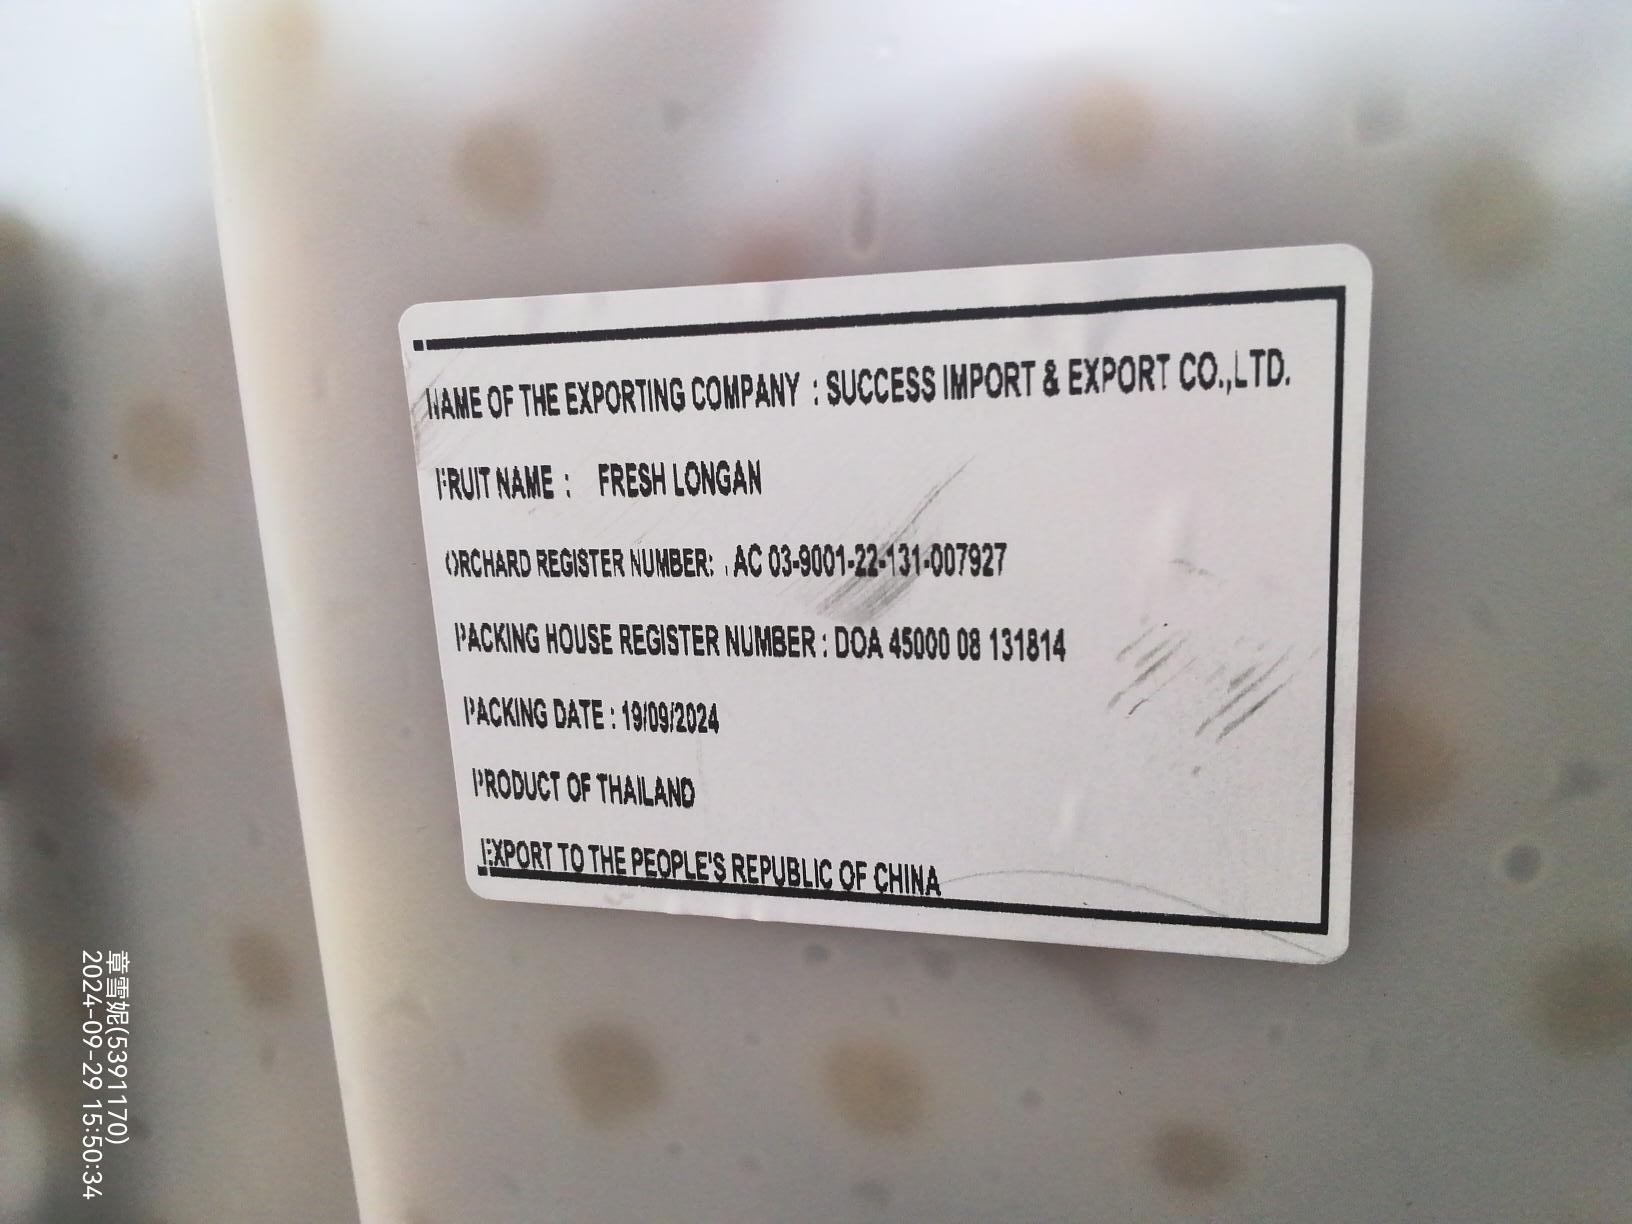 NAME OF THE EXPORTING COMPANY : SUCCESS IMPORT & EXPORT CO.,LTD.
FRUIT NAME : FRESH LONGAN
ORCHARD REGISTER NUMBER: AC 03-9001-22-131-007927
PACKING HOUSE REGISTER NUMBER : DOA 45000 08 131814
PACKING DATE : 19/09/2024
PRODUCT OF THAILAND
EXPORT TO THE PEOPLE'S REPUBLIC OF CHINA
章雪妮(5391170)
2024-09-29 15:50:34